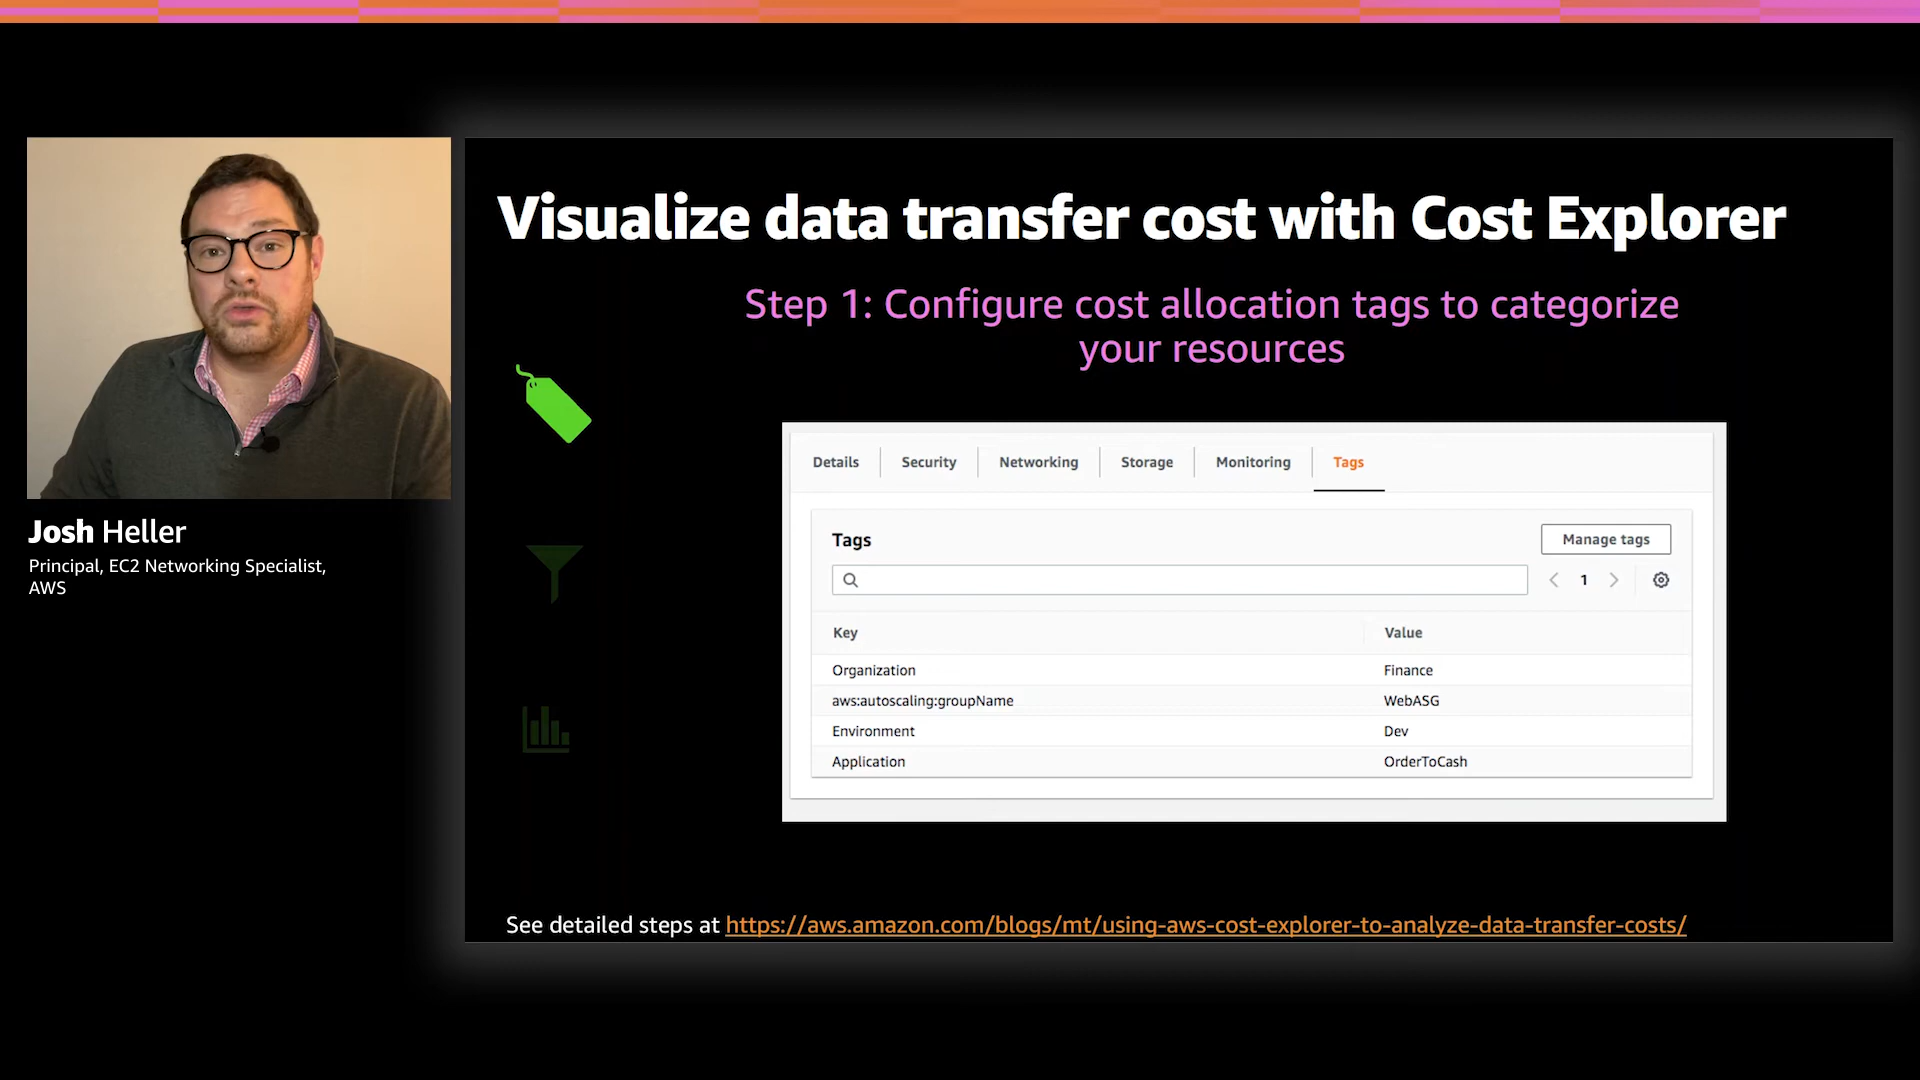 Visualize data transfer cost with Cost Explorer
Step 1: Configure cost allocation tags to categorize
your resources
Details Security Networking Storage Monitoring Tags
Tags Manage tags
1
Key Value
Organization Finance
aws:autoscaling:groupName WebASG
Environment Dev
Application OrderToCash
See detailed steps at https://aws.amazon.com/blogs/mt/using-aws-cost-explorer-to-analyze-data-transfer-costs/
Josh Heller
Principal, EC2 Networking Specialist,
AWS